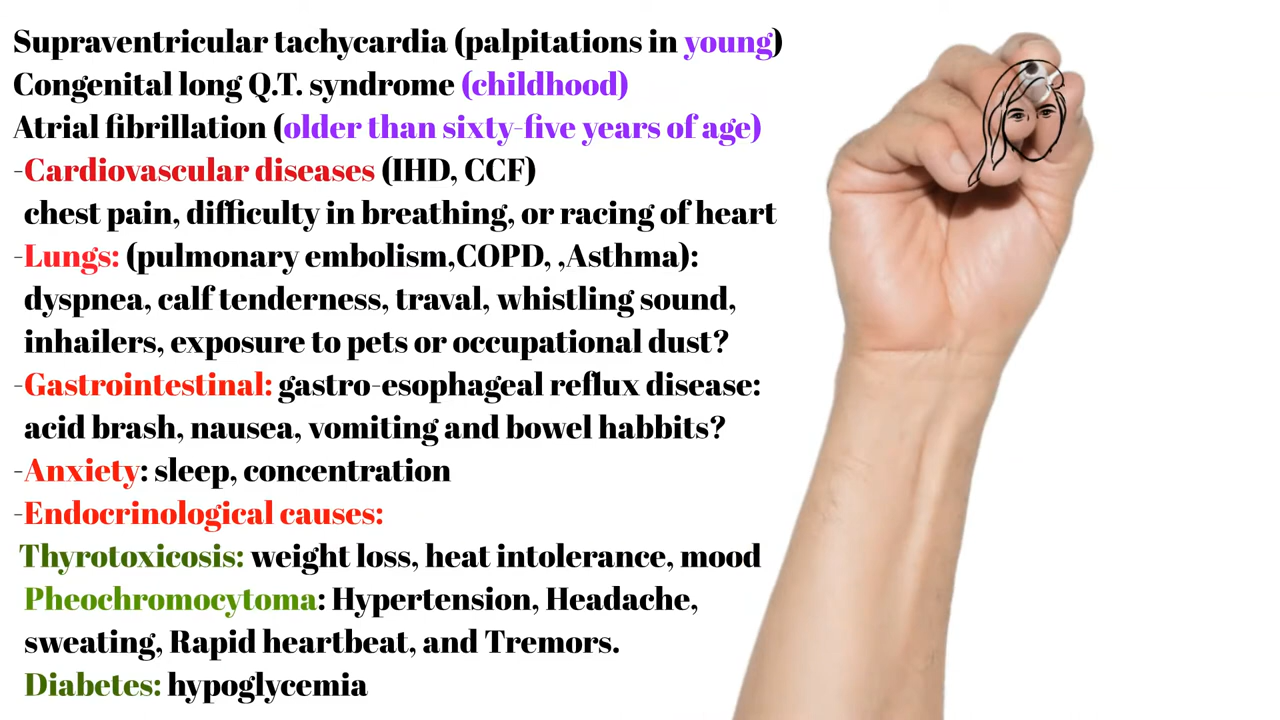 Supraventricular tachycardia (palpitations in young)
Congenital long Q.T. syndrome (childhood)
Atrial fibrillation (older than sixty-five years of age)
-Cardiovascular diseases (IHD, CCF)
chest pain, difficulty in breathing, or racing of heart
-Lungs: (pulmonary embolism,COPD, ,Asthma):
dyspnea, calf tenderness, traval, whistling sound,
inhailers, exposure to pets or occupational dust?
-Gastrointestinal: gastro-esophageal reflux disease:
acid brash, nausea, vomiting and bowel habbits?
-Anxiety: sleep, concentration
-Endocrinological causes:
Thyrotoxicosis: weight loss, heat intolerance, mood
Pheochromocytoma: Hypertension, Headache,
sweating, Rapid heartbeat, and Tremors.
Diabetes: hypoglycemia